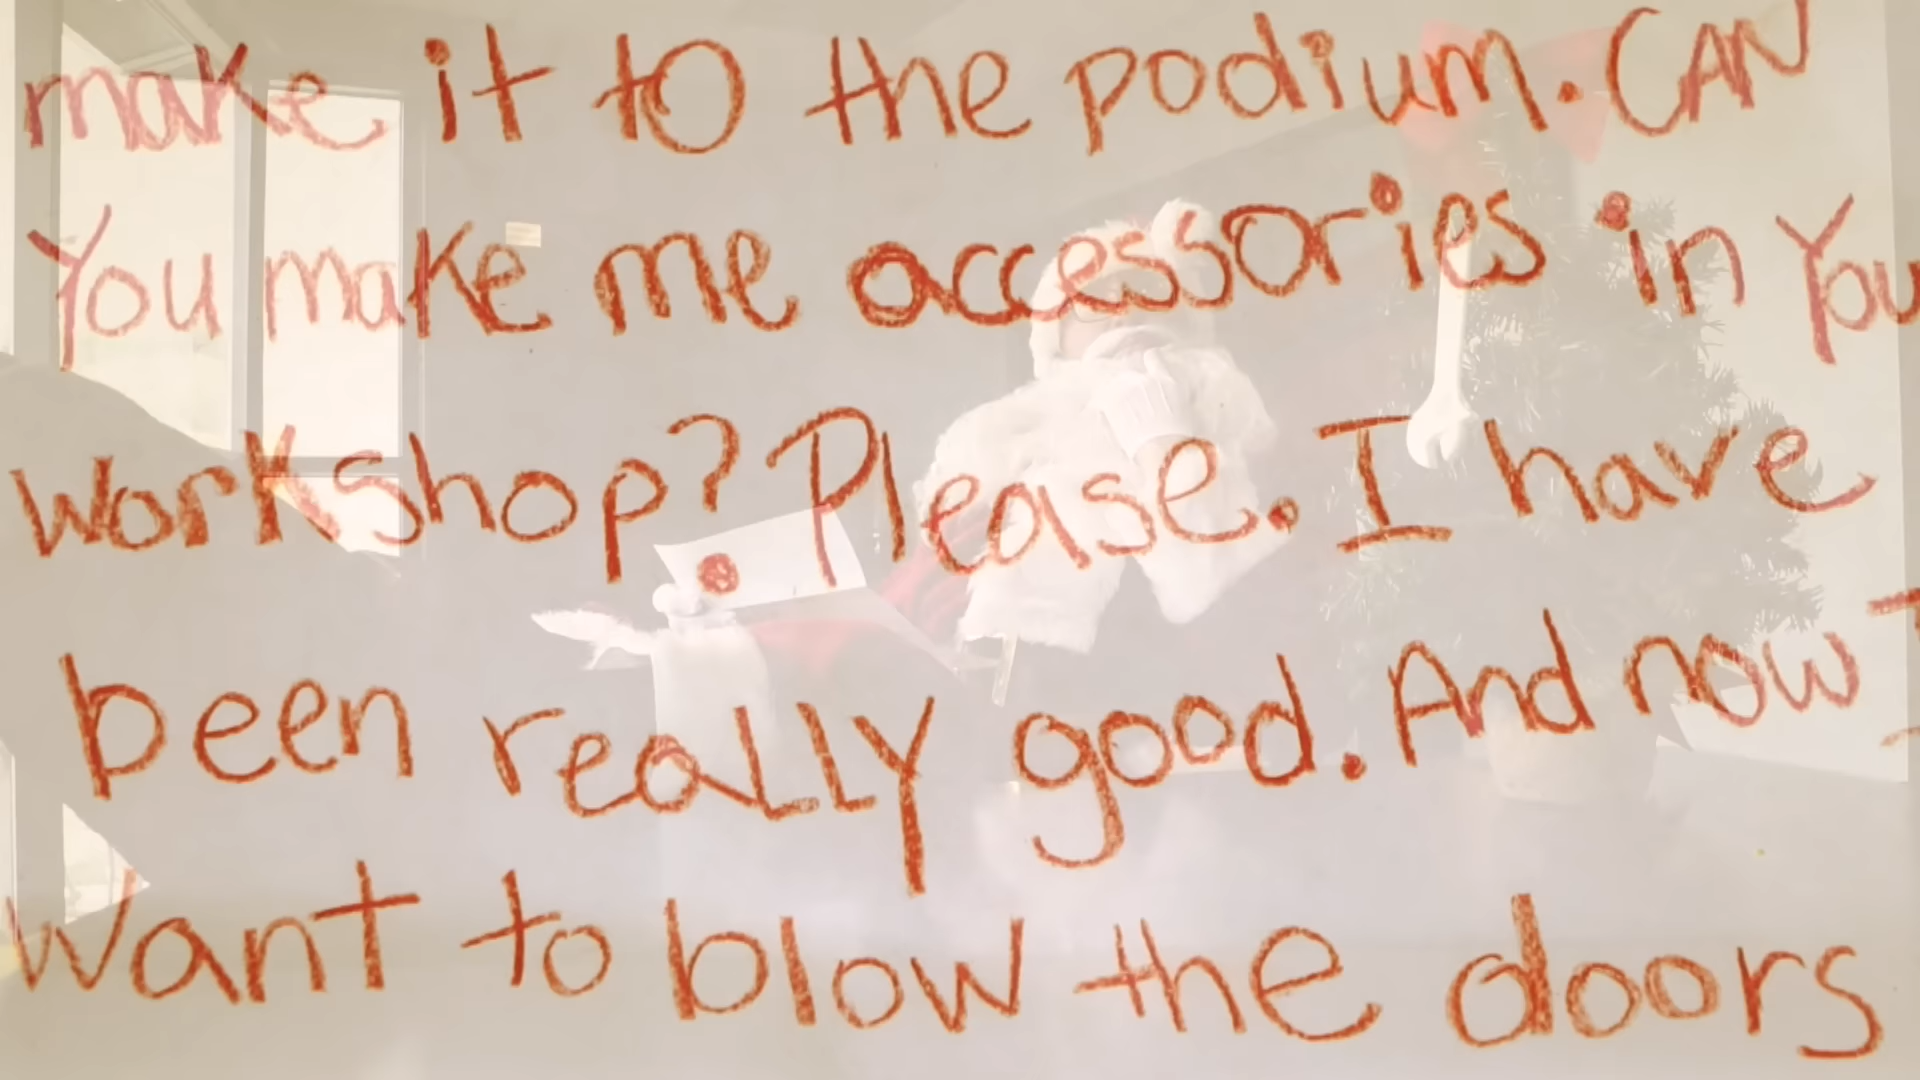 make it to the podium. CAN
You make me accessories in You
workshop? Please. I have
been really good. And now I
want to blow the doors